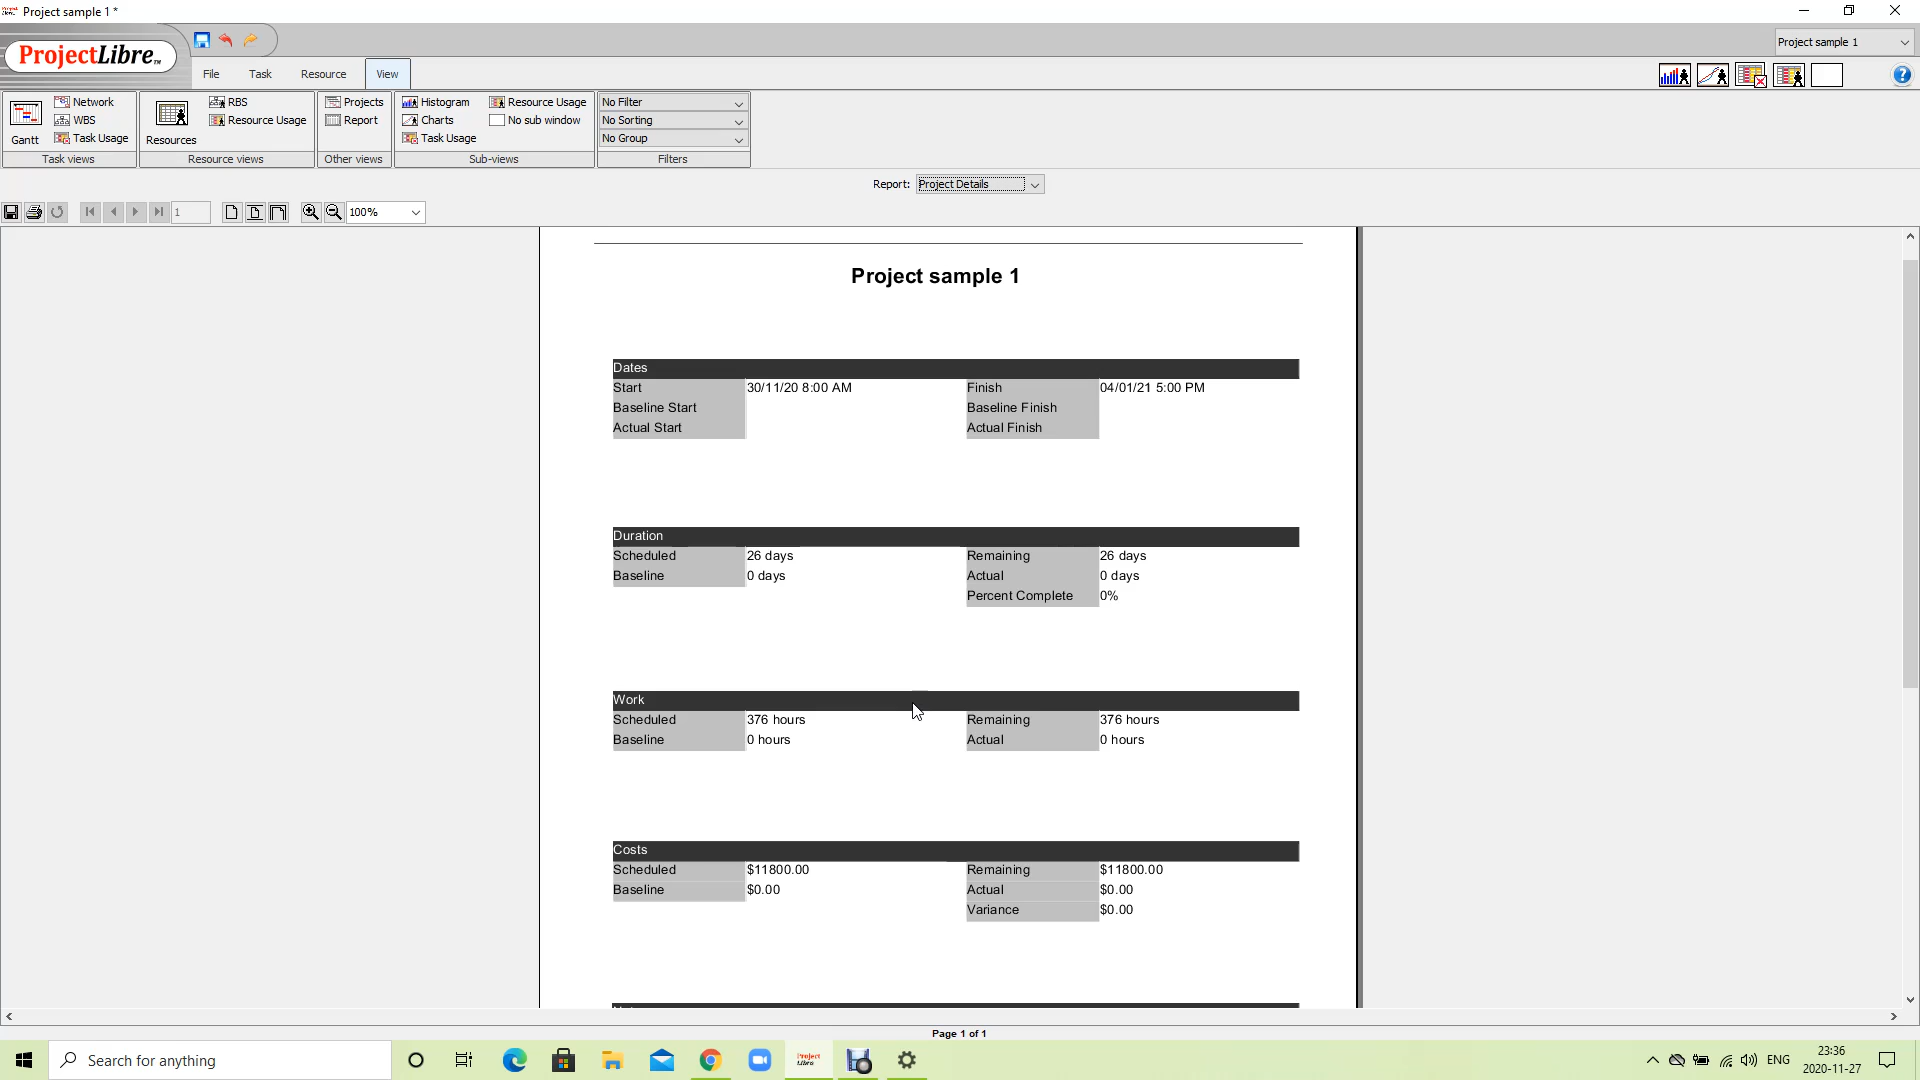 Project sample 1 *
Project sample 1
ProjectLibre™
File Task Resource View
Network
WBS
Task Usage
Gantt
Task views
RBS
Resource Usage
Resources
Resource views
Projects
Report
Other views
Histogram Resource Usage
Charts No sub window
Task Usage
Sub-views
No Filter
No Sorting
No Group
Filters
Report: Project Details
1
100%
Project sample 1
Dates
Start 30/11/20 8:00 AM Finish 04/01/21 5:00 PM
Baseline Start Baseline Finish
Actual Start Actual Finish
Duration
Scheduled 26 days Remaining 26 days
Baseline 0 days Actual 0 days
Percent Complete 0%
Work
Scheduled 376 hours Remaining 376 hours
Baseline 0 hours Actual 0 hours
Costs
Scheduled $11800.00 Remaining $11800.00
Baseline $0.00 Actual $0.00
Variance $0.00
Page 1 of 1
Search for anything
Project Libre
ENG
23:36
2020-11-27